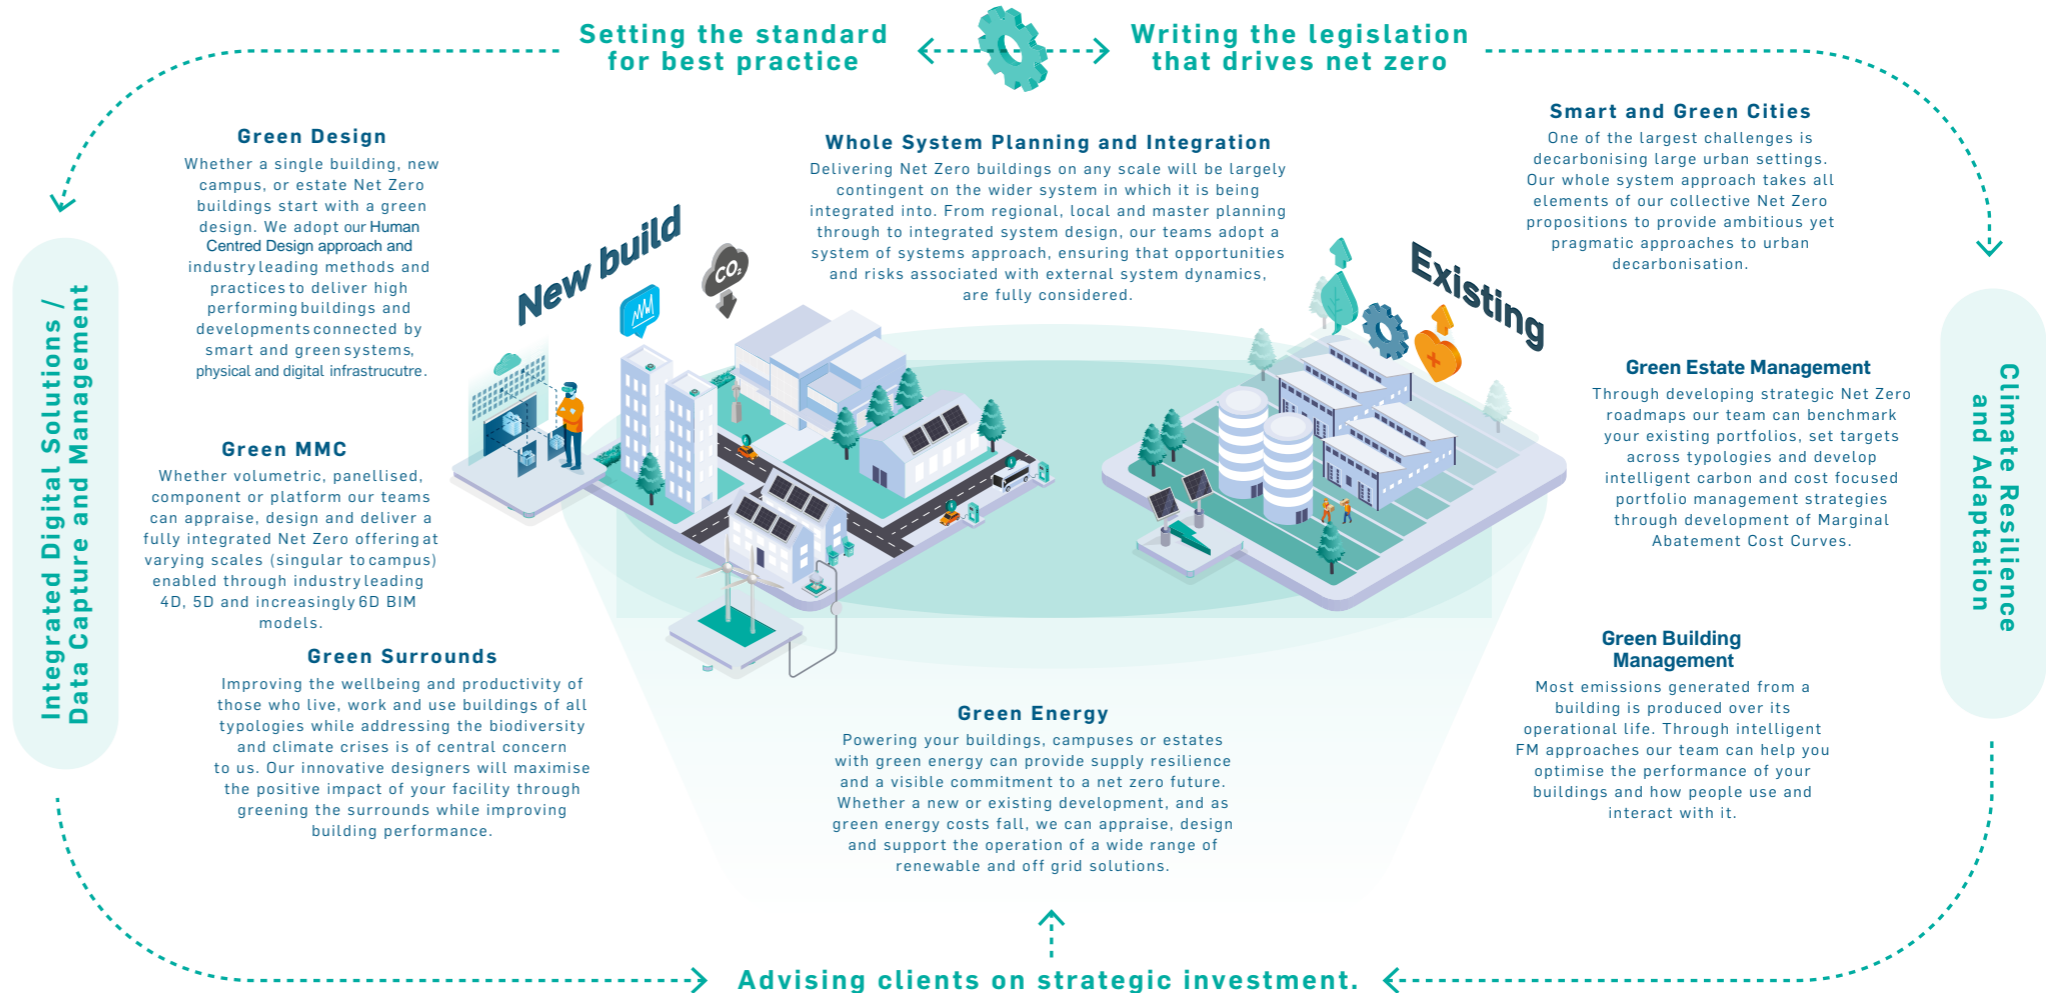 Setting the standard
for best practice
Writing the legislation
that drives net zero
Integrated Digital Solutions /
Data Capture and Management
Green Design
Whether a single building, new
campus, or estate Net Zero
buildings start with a green
design. We adopt our Human
Centred Design approach and
industry leading methods and
practices to deliver high
performing buildings and
developments connected by
smart and green systems,
physical and digital infrastrucutre.
Green MMC
Whether volumetric, panellised,
component or platform our teams
can appraise, design and deliver a
fully integrated Net Zero offering at
varying scales (singular to campus)
enabled through industry leading
4D, 5D and increasingly 6D BIM
models.
Green Surrounds
Improving the wellbeing and productivity of
those who live, work and use buildings of all
typologies while addressing the biodiversity
and climate crises is of central concern
to us. Our innovative designers will maximise
the positive impact of your facility through
greening the surrounds while improving
building performance.
New build
CO₂
Whole System Planning and Integration
Delivering Net Zero buildings on any scale will be largely
contingent on the wider system in which it is being
integrated into. From regional, local and master planning
through to integrated system design, our teams adopt a
system of systems approach, ensuring that opportunities
and risks associated with external system dynamics,
are fully considered.
Existing
Green Energy
Powering your buildings, campuses or estates
with green energy can provide supply resilience
and a visible commitment to a net zero future.
Whether a new or existing development, and as
green energy costs fall, we can appraise, design
and support the operation of a wide range of
renewable and off grid solutions.
Smart and Green Cities
One of the largest challenges is
decarbonising large urban settings.
Our whole system approach takes all
elements of our collective Net Zero
propositions to provide ambitious yet
pragmatic approaches to urban
decarbonisation.
Green Estate Management
Through developing strategic Net Zero
roadmaps our team can benchmark
your existing portfolios, set targets
across typologies and develop
intelligent carbon and cost focused
portfolio management strategies
through development of Marginal
Abatement Cost Curves.
Green Building
Management
Most emissions generated from a
building is produced over its
operational life. Through intelligent
FM approaches our team can help you
optimise the performance of your
buildings and how people use and
interact with it.
Climate Resilience
and Adaptation
Advising clients on strategic investment.